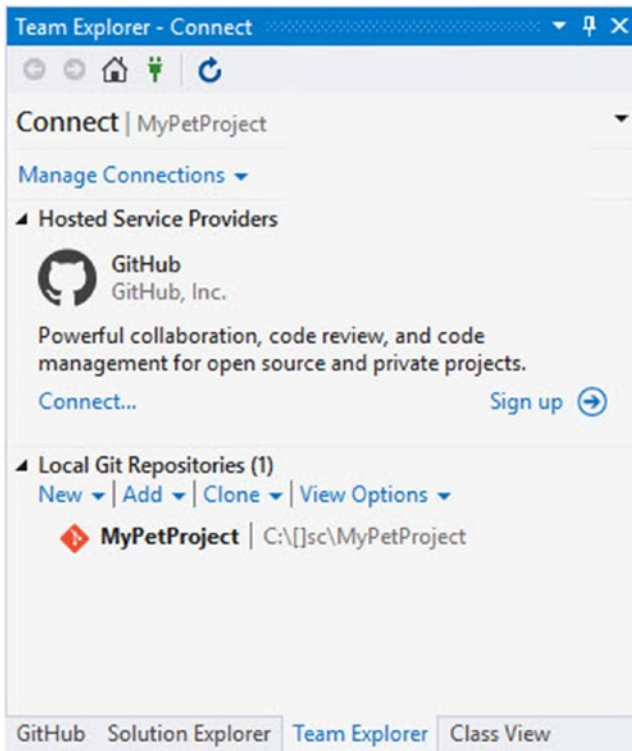 Team Explorer - Connect
Connect | MyPetProject
Manage Connections
Hosted Service Providers
GitHub
GitHub, Inc.
Powerful collaboration, code review, and code
management for open source and private projects.
Connect... Sign up
Local Git Repositories (1)
New | Add | Clone | View Options
MyPetProject | C:\[]sc\MyPetProject
GitHub Solution Explorer Team Explorer Class View